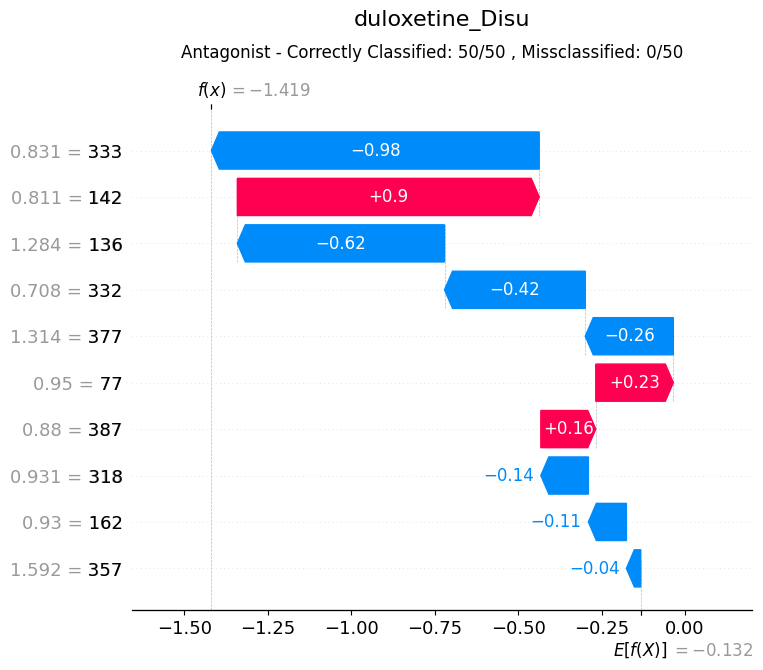 duloxetine_Disu
Antagonist - Correctly Classified: 50/50 , Missclassified: 0/50
f(x) = −1.419
0.831 = 333 −0.98
0.811 = 142 +0.9
1.284 = 136 −0.62
0.708 = 332 −0.42
1.314 = 377 −0.26
0.95 = 77 +0.23
0.88 = 387 +0.16
0.931 = 318 −0.14
0.93 = 162 −0.11
1.592 = 357 −0.04
−1.50 −1.25 −1.00 −0.75 −0.50 −0.25 0.00
E[f(X)] = −0.132